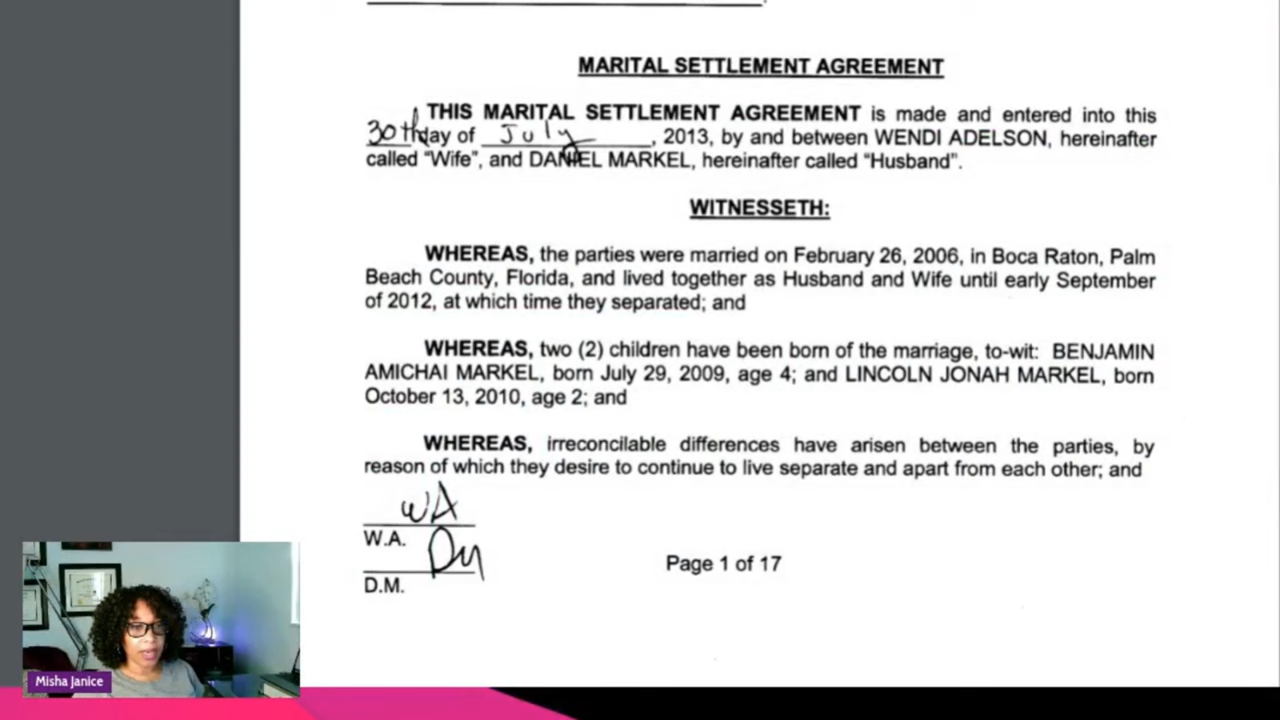 MARITAL SETTLEMENT AGREEMENT
THIS MARITAL SETTLEMENT AGREEMENT is made and entered into this
30th day of July, 2013, by and between WENDI ADELSON, hereinafter
called "Wife", and DANIEL MARKEL, hereinafter called "Husband".
WITNESSETH:
WHEREAS, the parties were married on February 26, 2006, in Boca Raton, Palm
Beach County, Florida, and lived together as Husband and Wife until early September
of 2012, at which time they separated; and
WHEREAS, two (2) children have been born of the marriage, to-wit: BENJAMIN
AMICHAI MARKEL, born July 29, 2009, age 4; and LINCOLN JONAH MARKEL, born
October 13, 2010, age 2; and
WHEREAS, irreconcilable differences have arisen between the parties, by
reason of which they desire to continue to live separate and apart from each other; and
WA
W.A.
DM
D.M.
Page 1 of 17
Misha Janice